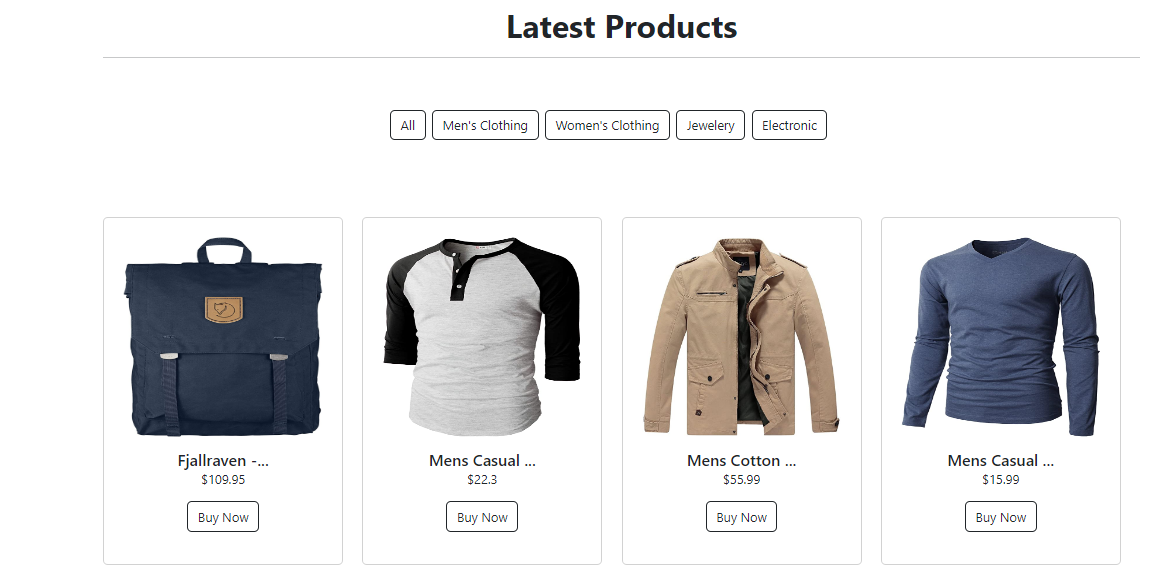 Latest Products
All Men's Clothing Women's Clothing Jewelery Electronic
Fjallraven -... Mens Casual ... Mens Cotton ... Mens Casual ...
$109.95 $22.3 $55.99 $15.99
Buy Now Buy Now Buy Now Buy Now